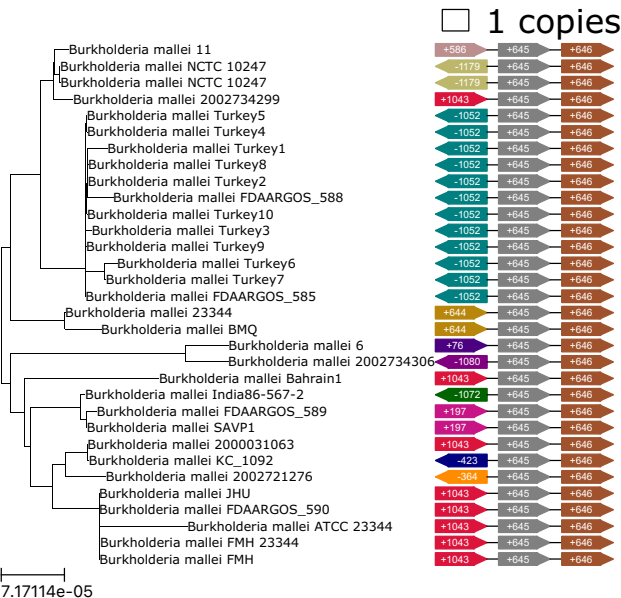 1 copies
Burkholderia mallei 11 +586 +645 +646
Burkholderia mallei NCTC 10247 -1179 +645 +646
Burkholderia mallei NCTC 10247 -1179 +645 +646
Burkholderia mallei 2002734299 +1043 +645 +646
Burkholderia mallei Turkey5 -1052 +645 +646
Burkholderia mallei Turkey4 -1052 +645 +646
Burkholderia mallei Turkey1 -1052 +645 +646
Burkholderia mallei Turkey8 -1052 +645 +646
Burkholderia mallei Turkey2 -1052 +645 +646
Burkholderia mallei FDAARGOS_588 -1052 +645 +646
Burkholderia mallei Turkey10 -1052 +645 +646
Burkholderia mallei Turkey3 -1052 +645 +646
Burkholderia mallei Turkey9 -1052 +645 +646
Burkholderia mallei Turkey6 -1052 +645 +646
Burkholderia mallei Turkey7 -1052 +645 +646
Burkholderia mallei FDAARGOS_585 -1052 +645 +646
Burkholderia mallei 23344 +644 +645 +646
Burkholderia mallei BMQ +644 +645 +646
Burkholderia mallei 6 +76 +645 +646
Burkholderia mallei 2002734306 -1080 +645 +646
Burkholderia mallei Bahrain1 +1043 +645 +646
Burkholderia mallei India86-567-2 -1072 +645 +646
Burkholderia mallei FDAARGOS_589 +197 +645 +646
Burkholderia mallei SAVP1 +197 +645 +646
Burkholderia mallei 2000031063 +1043 +645 +646
Burkholderia mallei KC_1092 -423 +645 +646
Burkholderia mallei 2002721276 -364 +645 +646
Burkholderia mallei JHU +1043 +645 +646
Burkholderia mallei FDAARGOS_590 +1043 +645 +646
Burkholderia mallei ATCC 23344 +1043 +645 +646
Burkholderia mallei FMH 23344 +1043 +645 +646
Burkholderia mallei FMH +1043 +645 +646
7.17114e-05